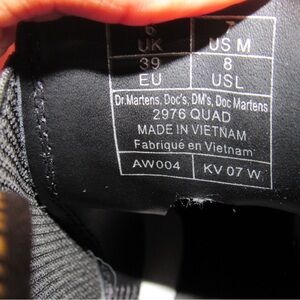 6 7
UK US M
39 8
EU USL
Dr.Martens, Doc's, DM's, Doc Martens
2976 QUAD
MADE IN VIETNAM
Fabriqué en Vietnam
AW004 KV 07 W